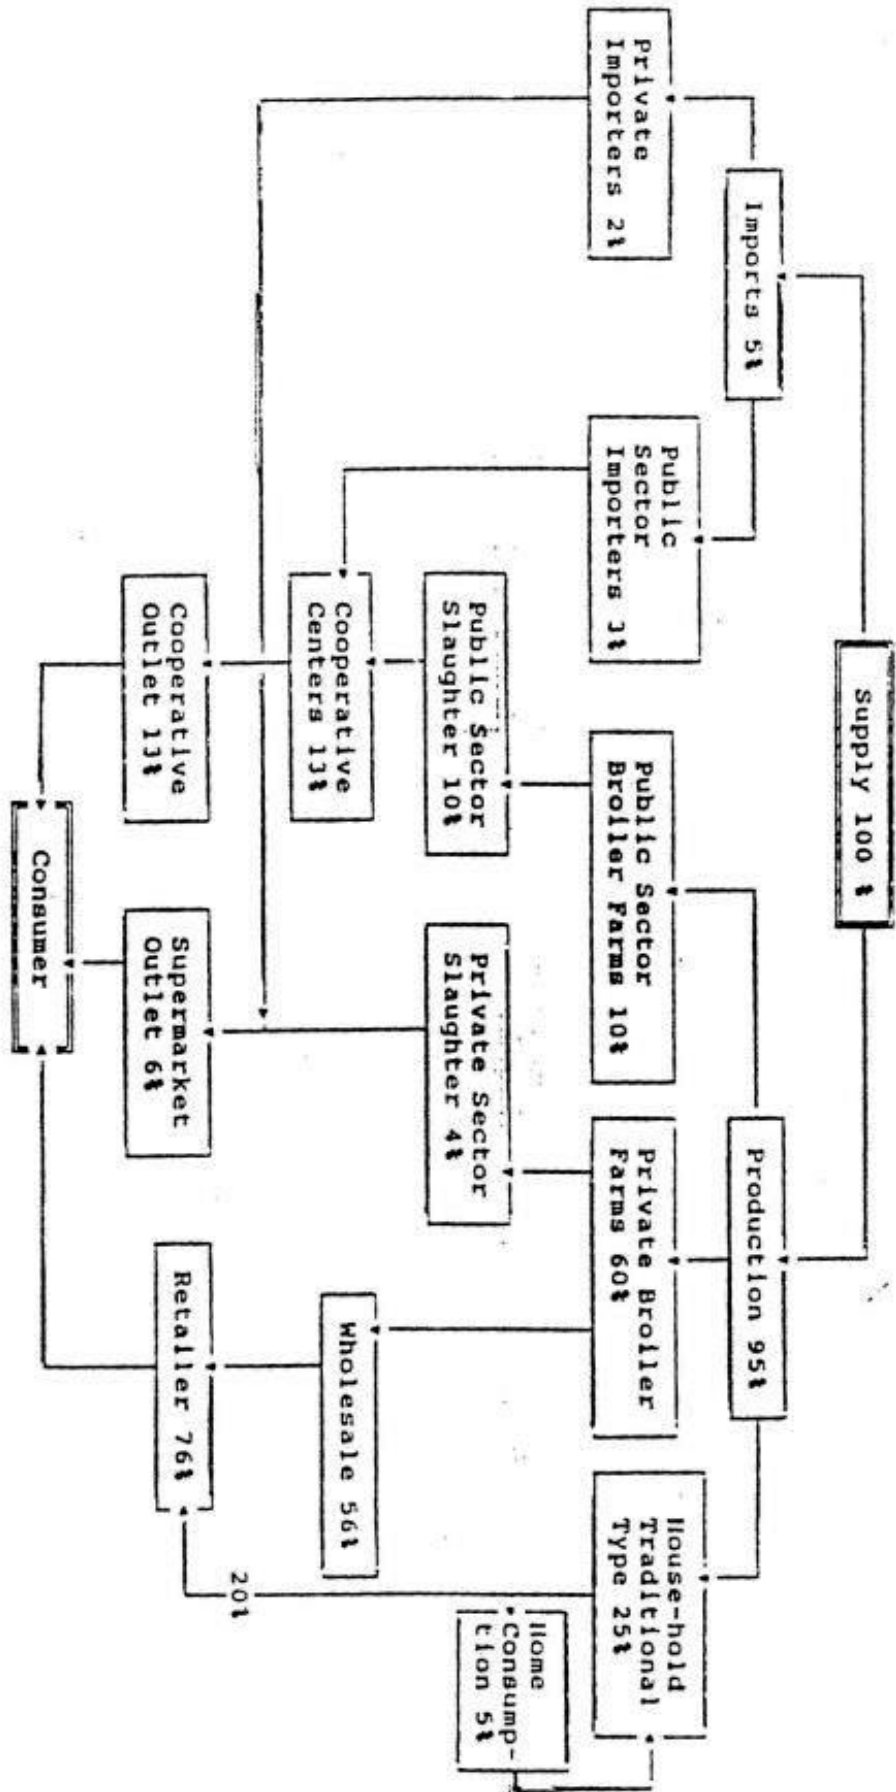 Supply 100 %
Imports 5%
Production 95%
Private
Importers 2%
Public
Sector
Importers 3%
Public Sector
Broiler Farms 10%
Private Broiler
Farms 60%
House-hold
Traditional
Type 25%
Public Sector
Slaughter 10%
Private Sector
Slaughter 4%
Home
Consump-
tion 5%
Cooperative
Centers 13%
Wholesale 56%
20%
Cooperative
Outlet 13%
Supermarket
Outlet 6%
Retailer 76%
Consumer